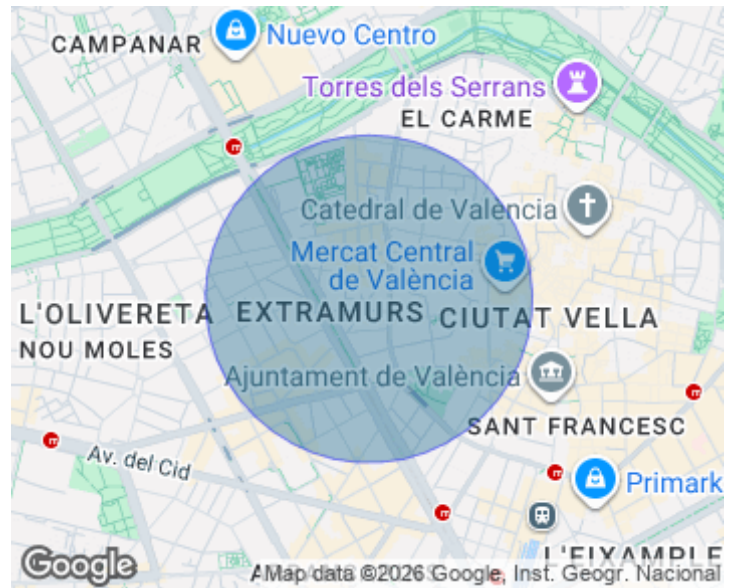 CAMPANAR
Nuevo Centro
Torres dels Serrans
EL CARME
Catedral de Valencia
Mercat Central
de València
L'OLIVERETA
EXTRAMURS
CIUTAT VELLA
NOU MOLES
Ajuntament de València
SANT FRANCESC
Av. del Cid
Primark
L'EIXAMPLE
Google
Map data ©2026 Google, Inst. Geogr. Nacional